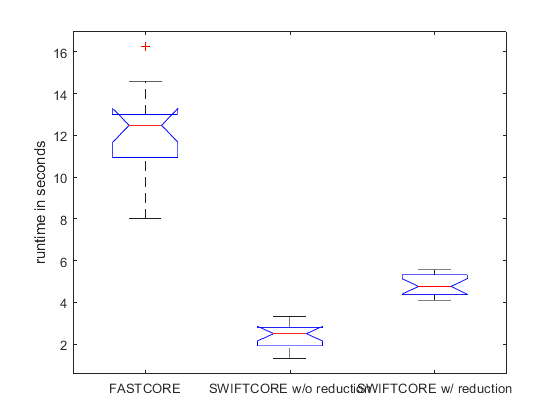 16
14
12
10
8
6
4
2
runtime in seconds
FASTCORE
SWIFTCORE w/o reduction
SWIFTCORE w/ reduction